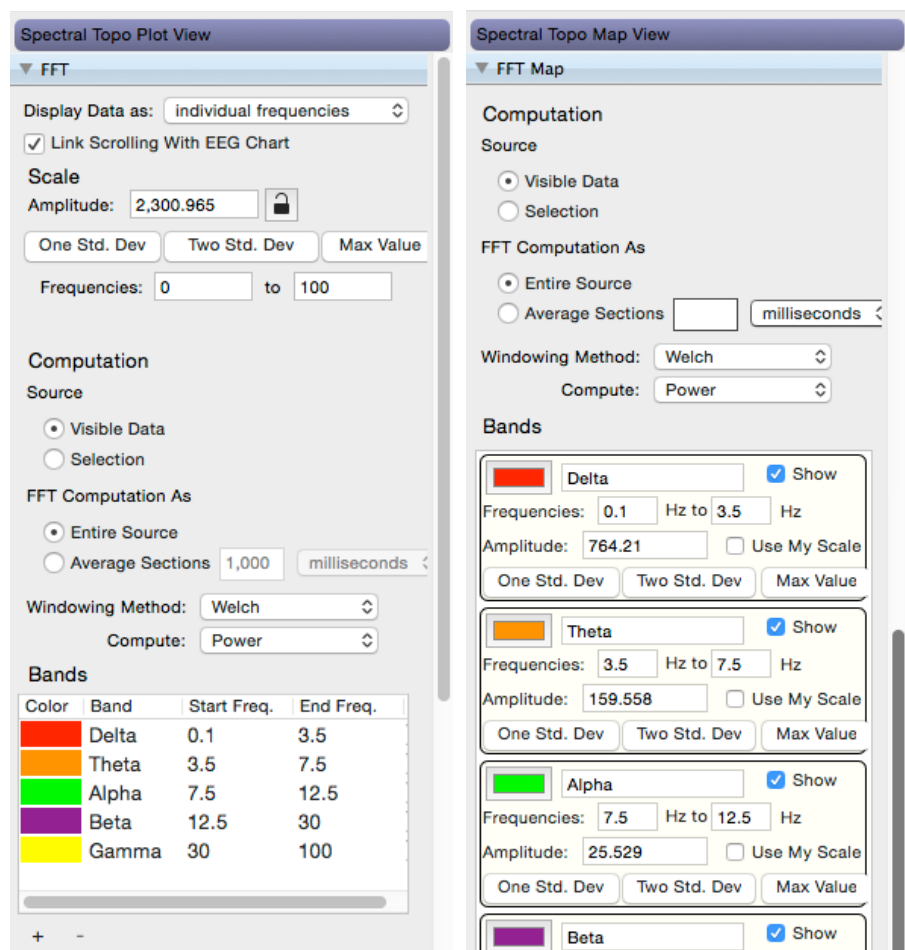 Spectral Topo Plot View
FFT
Display Data as: individual frequencies
Link Scrolling With EEG Chart
Scale
Amplitude: 2,300.965
One Std. Dev Two Std. Dev Max Value
Frequencies: 0 to 100
Computation
Source
Visible Data
Selection
FFT Computation As
Entire Source
Average Sections 1,000 milliseconds
Windowing Method: Welch
Compute: Power
Bands
Color Band Start Freq. End Freq.
Delta 0.1 3.5
Theta 3.5 7.5
Alpha 7.5 12.5
Beta 12.5 30
Gamma 30 100
+ -
Spectral Topo Map View
FFT Map
Computation
Source
Visible Data
Selection
FFT Computation As
Entire Source
Average Sections milliseconds
Windowing Method: Welch
Compute: Power
Bands
Delta Show
Frequencies: 0.1 Hz to 3.5 Hz
Amplitude: 764.21 Use My Scale
One Std. Dev Two Std. Dev Max Value
Theta Show
Frequencies: 3.5 Hz to 7.5 Hz
Amplitude: 159.558 Use My Scale
One Std. Dev Two Std. Dev Max Value
Alpha Show
Frequencies: 7.5 Hz to 12.5 Hz
Amplitude: 25.529 Use My Scale
One Std. Dev Two Std. Dev Max Value
Beta Show